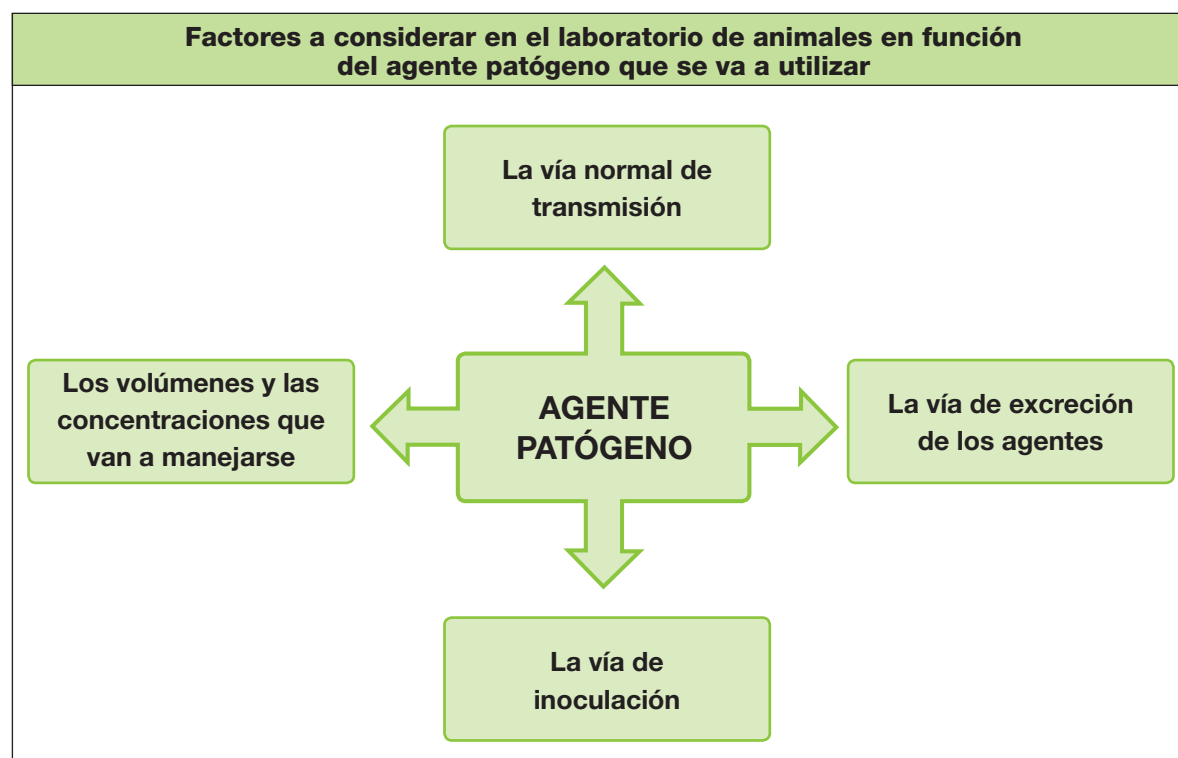 Factores a considerar en el laboratorio de animales en función
del agente patógeno que se va a utilizar
La vía normal de
transmisión
Los volúmenes y las
concentraciones que
van a manejarse
AGENTE
PATÓGENO
La vía de excreción
de los agentes
La vía de
inoculación